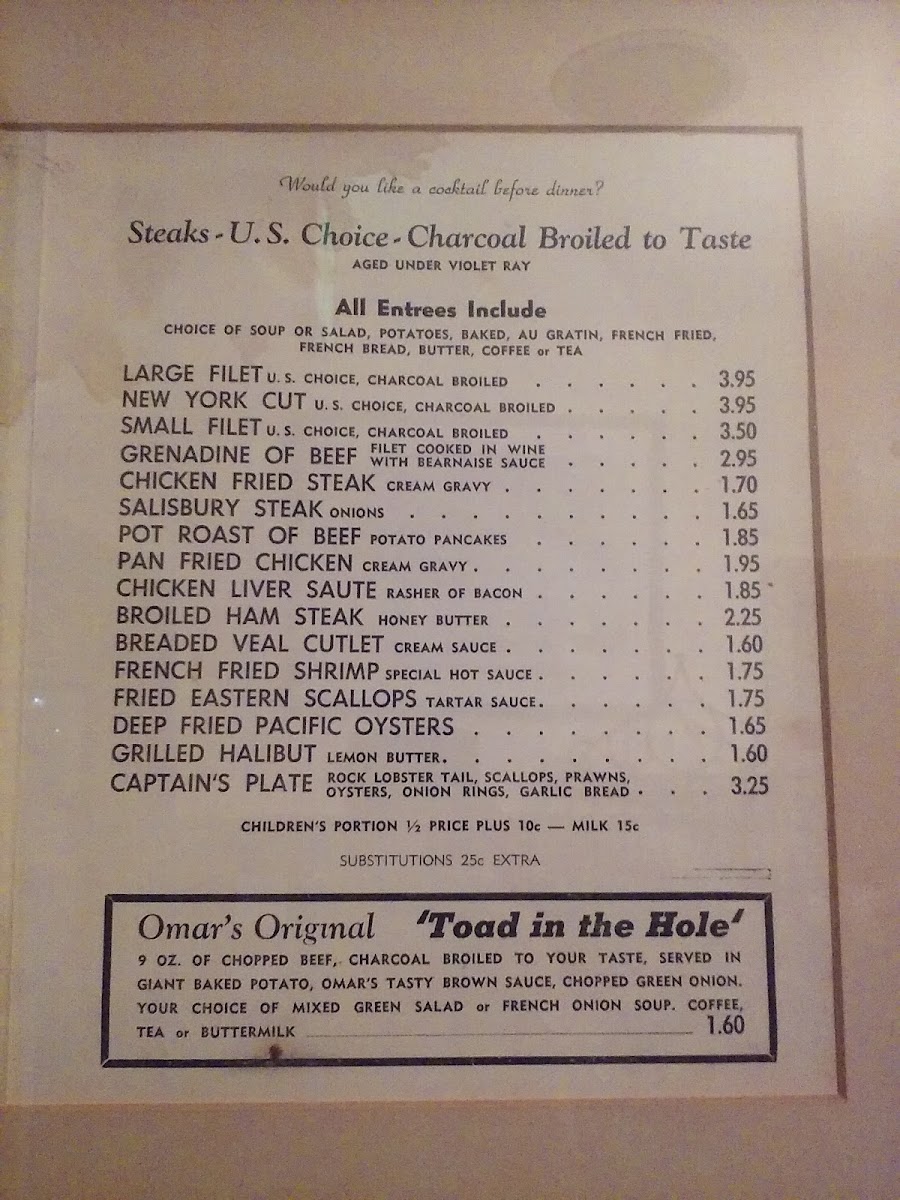 Would you like a cocktail before dinner?
Steaks - U. S. Choice - Charcoal Broiled to Taste
AGED UNDER VIOLET RAY
All Entrees Include
CHOICE OF SOUP OR SALAD, POTATOES, BAKED, AU GRATIN, FRENCH FRIED,
FRENCH BREAD, BUTTER, COFFEE or TEA
LARGE FILET U. S. CHOICE, CHARCOAL BROILED . . . . . . 3.95
NEW YORK CUT U. S. CHOICE, CHARCOAL BROILED . . . . . 3.95
SMALL FILET U. S. CHOICE, CHARCOAL BROILED . . . . . . 3.50
GRENADINE OF BEEF FILET COOKED IN WINE
WITH BEARNAISE SAUCE . . . . . 2.95
CHICKEN FRIED STEAK CREAM GRAVY . . . . . . . 1.70
SALISBURY STEAK ONIONS . . . . . . . . . . 1.65
POT ROAST OF BEEF POTATO PANCAKES . . . . . . 1.85
PAN FRIED CHICKEN CREAM GRAVY . . . . . . . . 1.95
CHICKEN LIVER SAUTE RASHER OF BACON . . . . . . 1.85
BROILED HAM STEAK HONEY BUTTER . . . . . . . 2.25
BREADED VEAL CUTLET CREAM SAUCE . . . . . . . 1.60
FRENCH FRIED SHRIMP SPECIAL HOT SAUCE . . . . . . 1.75
FRIED EASTERN SCALLOPS TARTAR SAUCE. . . . . . 1.75
DEEP FRIED PACIFIC OYSTERS . . . . . . . . 1.65
GRILLED HALIBUT LEMON BUTTER. . . . . . . . . 1.60
CAPTAIN'S PLATE ROCK LOBSTER TAIL, SCALLOPS, PRAWNS,
OYSTERS, ONION RINGS, GARLIC BREAD . . . 3.25
CHILDREN'S PORTION ½ PRICE PLUS 10c — MILK 15c
SUBSTITUTIONS 25c EXTRA
Omar's Original 'Toad in the Hole'
9 OZ. OF CHOPPED BEEF, CHARCOAL BROILED TO YOUR TASTE, SERVED IN
GIANT BAKED POTATO, OMAR'S TASTY BROWN SAUCE, CHOPPED GREEN ONION.
YOUR CHOICE OF MIXED GREEN SALAD or FRENCH ONION SOUP. COFFEE,
TEA or BUTTERMILK 1.60